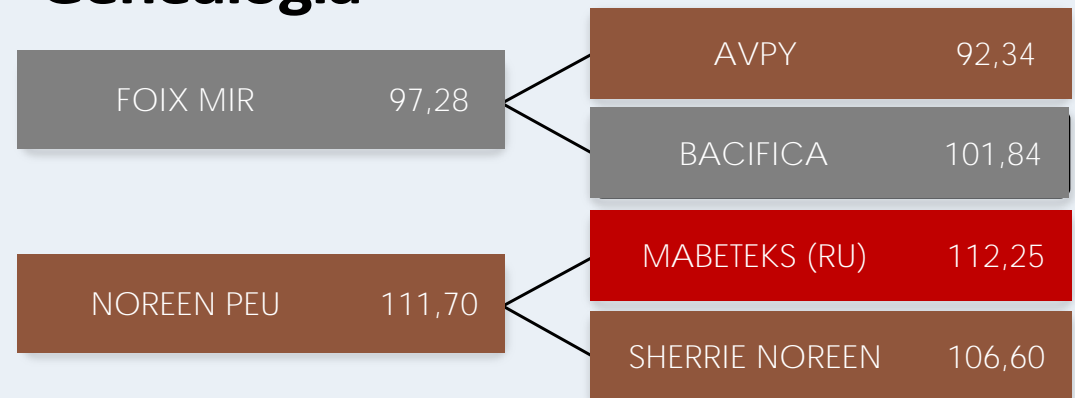 Genealogia
FOIX MIR 97,28
AVPY 92,34
BACIFICA 101,84
NOREEN PEU 111,70
MABETEKS (RU) 112,25
SHERRIE NOREEN 106,60